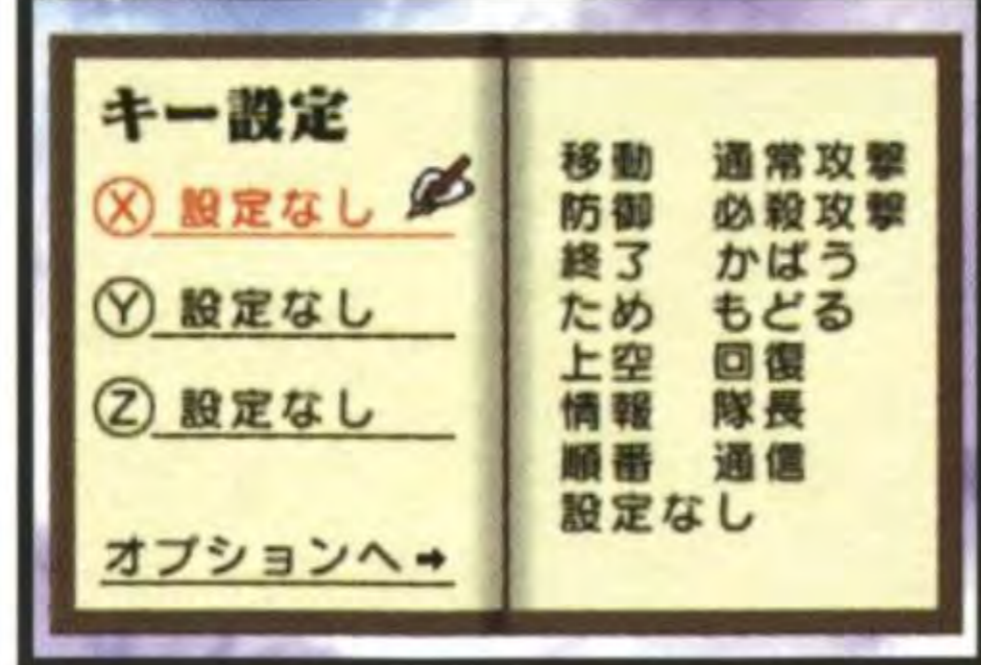 キー設定
Ⓧ 設定なし
Ⓨ 設定なし
Ⓩ 設定なし
オプションへ➡
移動 通常攻撃
防御 必殺攻撃
終了 かばう
ため もどる
上空 回復
情報 隊長
順番 通信
設定なし